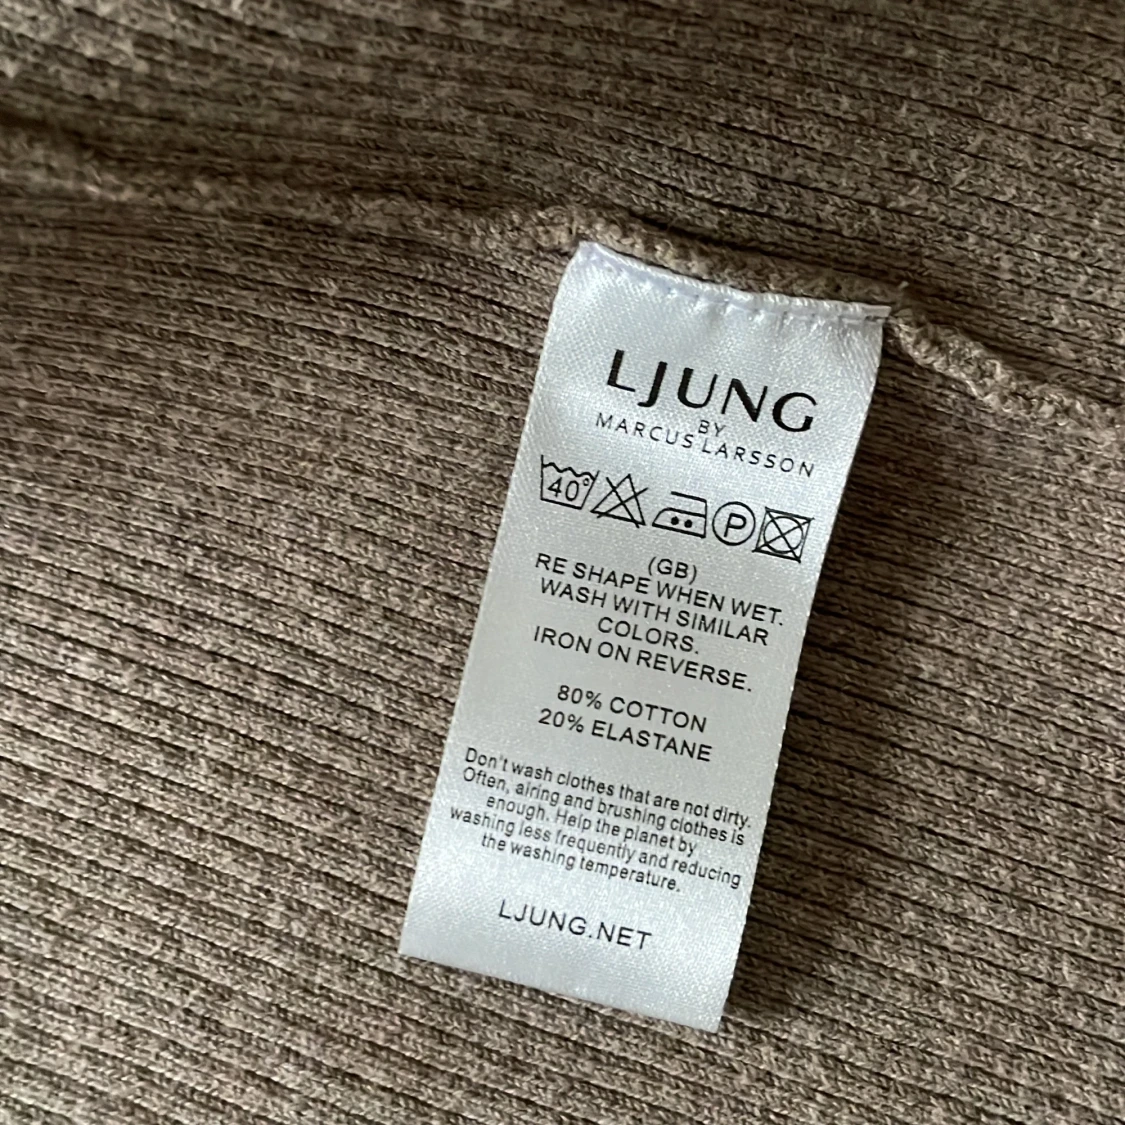 LJUNG
BY
MARCUS LARSSON
40°
P
(GB)
RE SHAPE WHEN WET.
WASH WITH SIMILAR
COLORS.
IRON ON REVERSE.
80% COTTON
20% ELASTANE
Don't wash clothes that are not dirty.
Often, airing and brushing clothes is
enough. Help the planet by
washing less frequently and reducing
the washing temperature.
LJUNG.NET